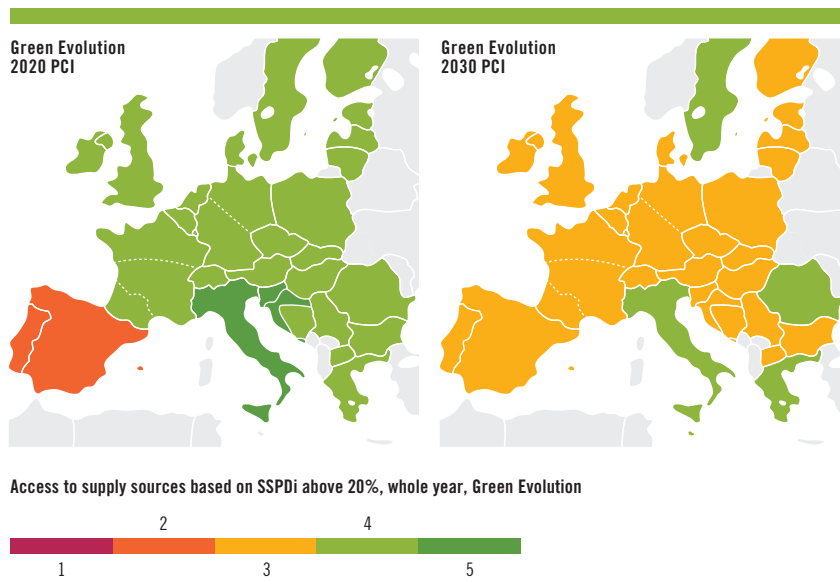 Green Evolution
2020 PCI
Green Evolution
2030 PCI
Access to supply sources based on SSPDi above 20%, whole year, Green Evolution
2 4
1 3 5